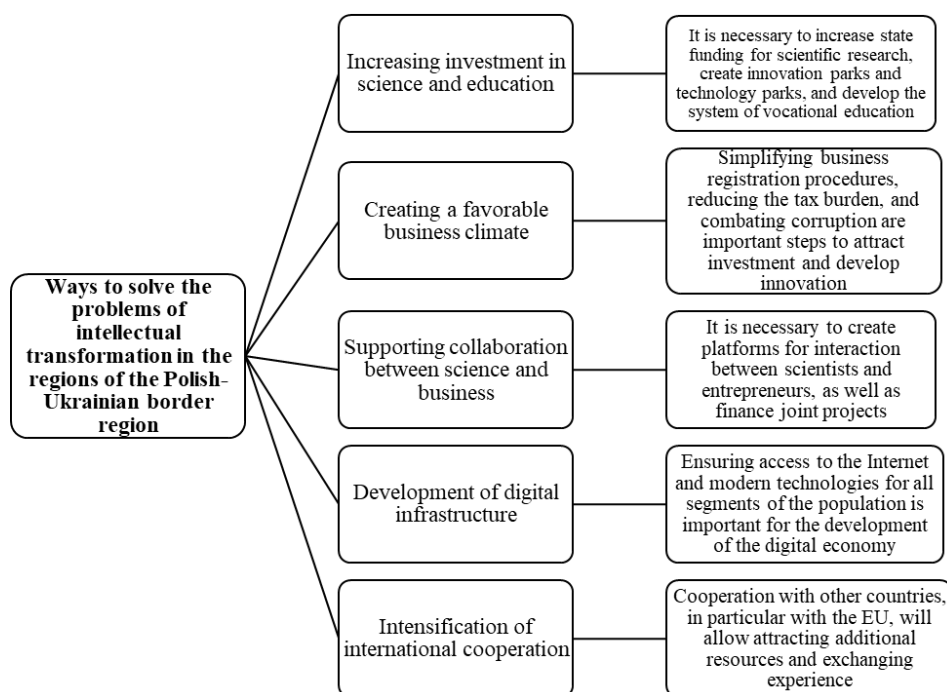 Ways to solve the
problems of
intellectual
transformation in the
regions of the Polish-
Ukrainian border
region
Increasing investment in
science and education
It is necessary to increase state
funding for scientific research,
create innovation parks and
technology parks, and develop the
system of vocational education
Creating a favorable
business climate
Simplifying business
registration procedures,
reducing the tax burden, and
combating corruption are
important steps to attract
investment and develop
innovation
Supporting collaboration
between science and
business
It is necessary to create
platforms for interaction
between scientists and
entrepreneurs, as well as
finance joint projects
Development of digital
infrastructure
Ensuring access to the Internet
and modern technologies for all
segments of the population is
important for the development
of the digital economy
Intensification of
international cooperation
Cooperation with other countries,
in particular with the EU, will
allow attracting additional
resources and exchanging
experience